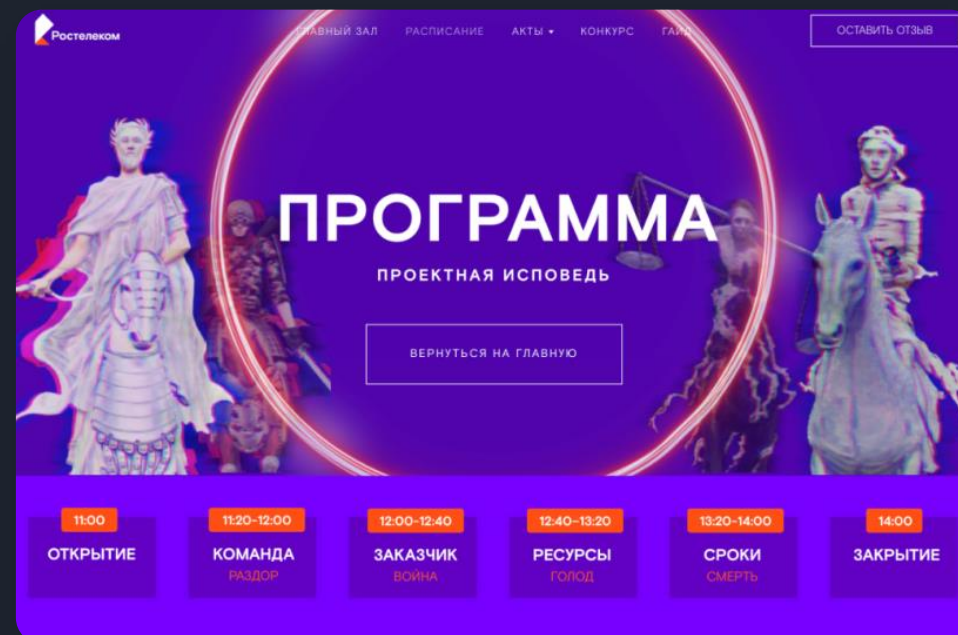 Ростелеком
ГЛАВНЫЙ ЗАЛ РАСПИСАНИЕ АКТЫ ▾ КОНКУРС ГАЙД
ОСТАВИТЬ ОТЗЫВ
ПРОГРАММА
ПРОЕКТНАЯ ИСПОВЕДЬ
ВЕРНУТЬСЯ НА ГЛАВНУЮ
11:00
ОТКРЫТИЕ
11:20-12:00
КОМАНДА
РАЗДОР
12:00-12:40
ЗАКАЗЧИК
ВОЙНА
12:40-13:20
РЕСУРСЫ
ГОЛОД
13:20-14:00
СРОКИ
СМЕРТЬ
14:00
ЗАКРЫТИЕ